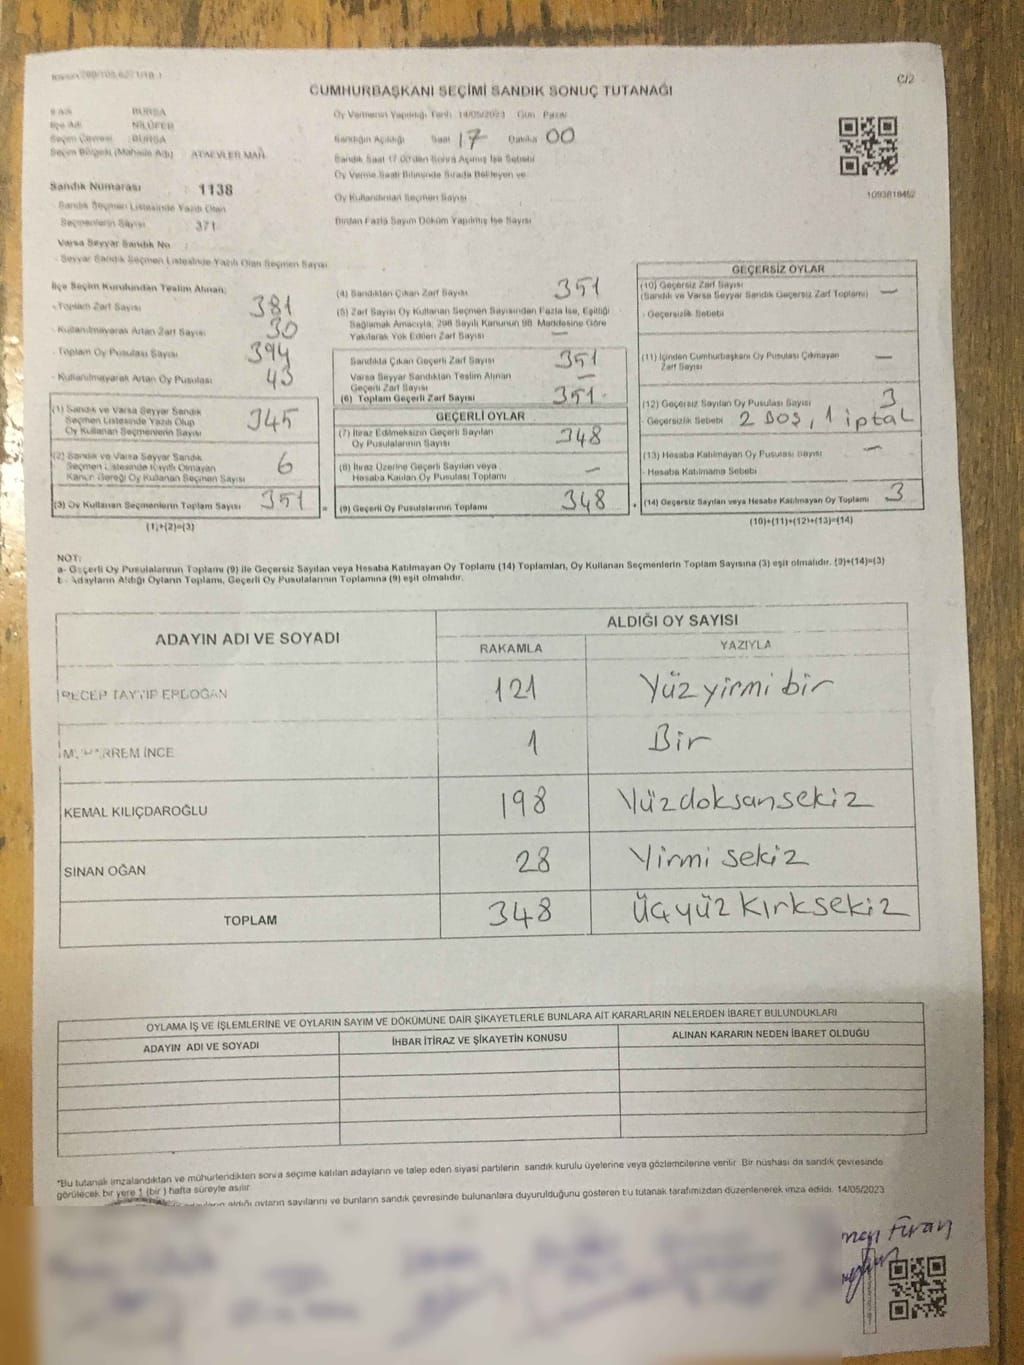 C/2
CUMHURBAŞKANI SEÇİMİ SANDIK SONUÇ TUTANAĞI
İl Adı : BURSA
İlçe Adı : NİLÜFER
Seçim Çevresi : BURSA
Seçim Bölgesi (Mahalle Adı) : ATAEVLER MAH.
Sandık Numarası : 1138
Sandık Seçmen Listesinde Yazılı Olan
Seçmenlerin Sayısı : 371
Varsa Seyyar Sandık No :
Seyyar Sandık Seçmen Listesinde Yazılı Olan Seçmen Sayısı
Oy Vermenin Yapıldığı Tarih 14/05/2023 Gün Pazar
Sandığın Açıldığı Saat 17 Dakika 00
Sandık Saat 17.00'den Sonra Açılmış İse Sebebi
Oy Verme Saati Bitiminde Sırada Bekleyen ve
Oy Kullandırılan Seçmen Sayısı
Birden Fazla Sayım Döküm Yapılmış İse Sayısı
1093818452
İlçe Seçim Kurulundan Teslim Alınan;
- Toplam Zarf Sayısı 381
- Kullanılmayarak Artan Zarf Sayısı 30
- Toplam Oy Pusulası Sayısı 394
- Kullanılmayarak Artan Oy Pusulası 43
(1) Sandık ve Varsa Seyyar Sandık
Seçmen Listesinde Yazılı Olup
Oy Kullanan Seçmenlerin Sayısı 345
(2) Sandık ve Varsa Seyyar Sandık
Seçmen Listesinde Kayıtlı Olmayan
Kanun Gereği Oy Kullanan Seçmen Sayısı 6
(3) Oy Kullanan Seçmenlerin Toplam Sayısı 351 =
(1)+(2)=(3)
(4) Sandıktan Çıkan Zarf Sayısı 351
(5) Zarf Sayısı Oy Kullanan Seçmen Sayısından Fazla İse, Eşitliği
Sağlamak Amacıyla, 298 Sayılı Kanunun 98. Maddesine Göre
Yakılarak Yok Edilen Zarf Sayısı —
Sandıkta Çıkan Geçerli Zarf Sayısı 351
Varsa Seyyar Sandıktan Teslim Alınan
Geçerli Zarf Sayısı —
(6) Toplam Geçerli Zarf Sayısı 351.
GEÇERLİ OYLAR
(7) İtiraz Edilmeksizin Geçerli Sayılan
Oy Pusulalarının Sayısı 348
(8) İtiraz Üzerine Geçerli Sayılan veya
Hesaba Katılan Oy Pusulası Toplamı —
(9) Geçerli Oy Pusulalarının Toplamı 348 +
GEÇERSİZ OYLAR
(10) Geçersiz Zarf Sayısı
(Sandık ve Varsa Seyyar Sandık Geçersiz Zarf Toplamı) —
- Geçersizlik Sebebi
(11) İçinden Cumhurbaşkanı Oy Pusulası Çıkmayan
Zarf Sayısı —
(12) Geçersiz Sayılan Oy Pusulası Sayısı 3
Geçersizlik Sebebi 2 Boş, 1 iptal
(13) Hesaba Katılmayan Oy Pusulası Sayısı —
- Hesaba Katılmama Sebebi
(14) Geçersiz Sayılan veya Hesaba Katılmayan Oy Toplamı 3
(10)+(11)+(12)+(13)=(14)
NOT:
a- Geçerli Oy Pusulalarının Toplamı (9) ile Geçersiz Sayılan veya Hesaba Katılmayan Oy Toplamı (14) Toplamları, Oy Kullanan Seçmenlerin Toplam Sayısına (3) eşit olmalıdır. (9)+(14)=(3)
b - Adayların Aldığı Oyların Toplamı, Geçerli Oy Pusulalarının Toplamına (9) eşit olmalıdır.
ADAYIN ADI VE SOYADI ALDIĞI OY SAYISI
RAKAMLA YAZIYLA
RECEP TAYYİP ERDOĞAN 121 Yüzyirmi bir
MUHARREM İNCE 1 Bir
KEMAL KILIÇDAROĞLU 198 Yüzdoksansekiz
SİNAN OĞAN 28 Yirmi sekiz
TOPLAM 348 Üçyüz kırksekiz
OYLAMA İŞ VE İŞLEMLERİNE VE OYLARIN SAYIM VE DÖKÜMÜNE DAİR ŞİKAYETLERLE BUNLARA AİT KARARLARIN NELERDEN İBARET BULUNDUKLARI
ADAYIN ADI VE SOYADI İHBAR İTİRAZ VE ŞİKAYETİN KONUSU ALINAN KARARIN NEDEN İBARET OLDUĞU
*Bu tutanak imzalandıktan ve mühürlendikten sonra seçime katılan adayların ve talep eden siyasi partilerin sandık kurulu üyelerine veya gözlemcilerine verilir. Bir nüshası da sandık çevresinde
görülecek bir yere 1 (bir) hafta süreyle asılır.
aldığı oyların sayılarını ve bunların sandık çevresinde bulunanlara duyurulduğunu gösteren bu tutanak tarafımızdan düzenlenerek imza edildi. 14/05/2023